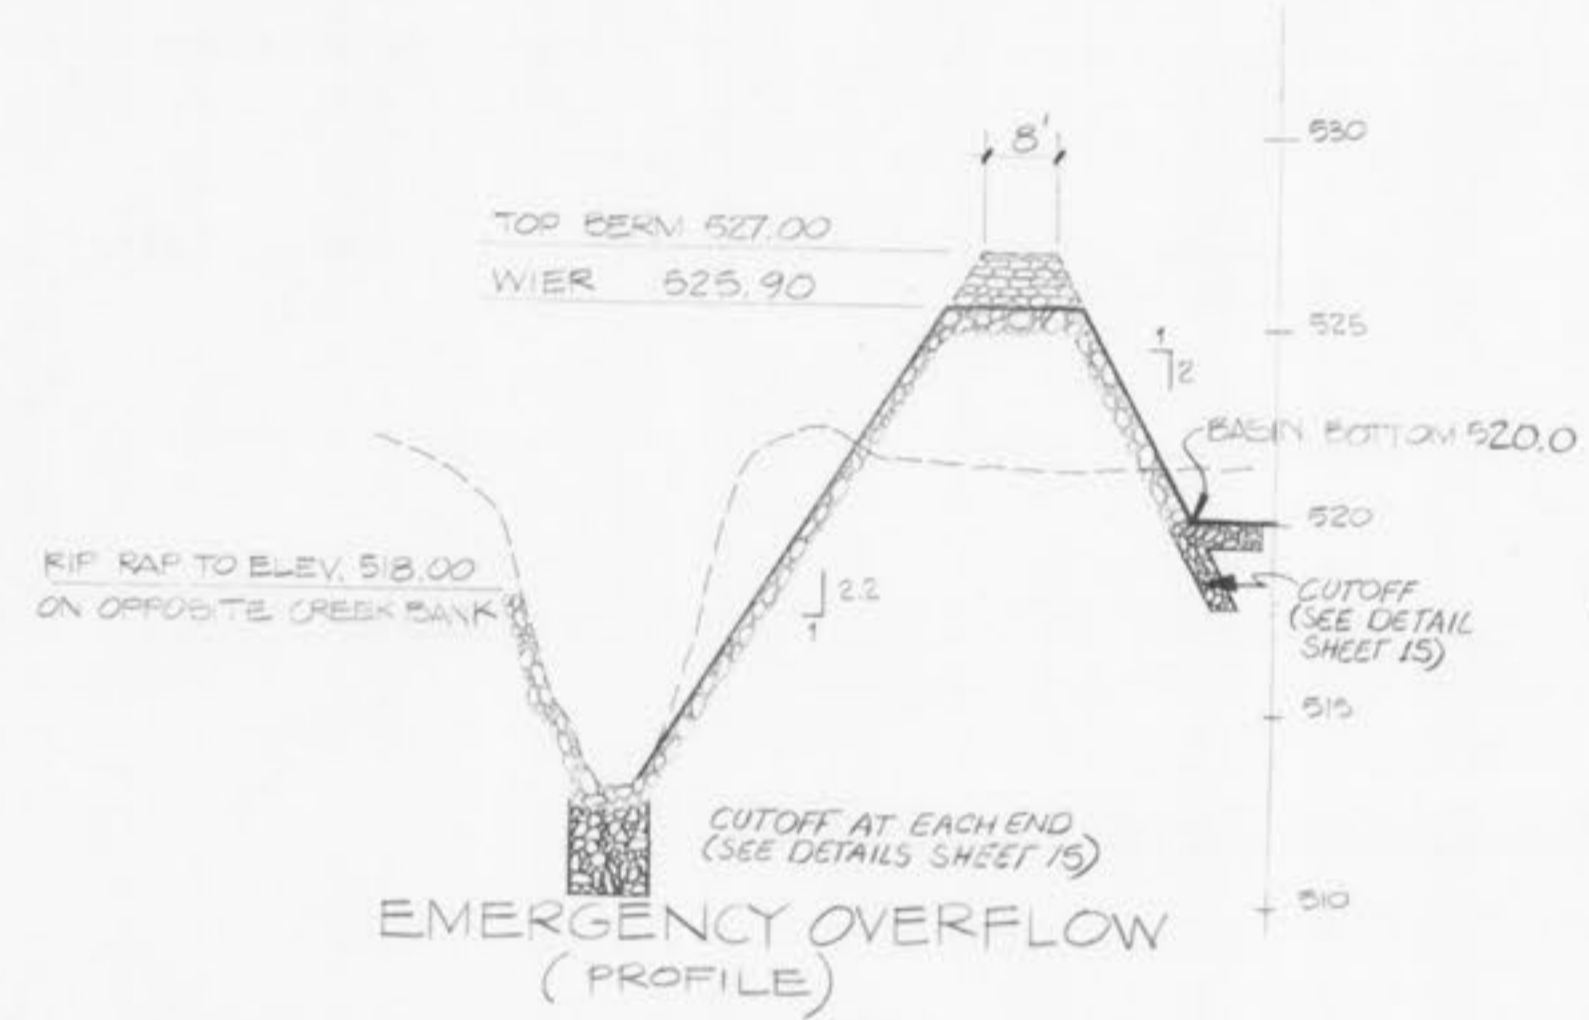 530
8'
TOP BERM 527.00
WIER 525.90
525
1
2
BASIN BOTTOM 520.0
520
RIP RAP TO ELEV. 518.00
ON OPPOSITE CREEK BANK
2.2
1
CUTOFF
(SEE DETAIL
SHEET 15)
515
CUTOFF AT EACH END
(SEE DETAILS SHEET 15)
510
EMERGENCY OVERFLOW
(PROFILE)